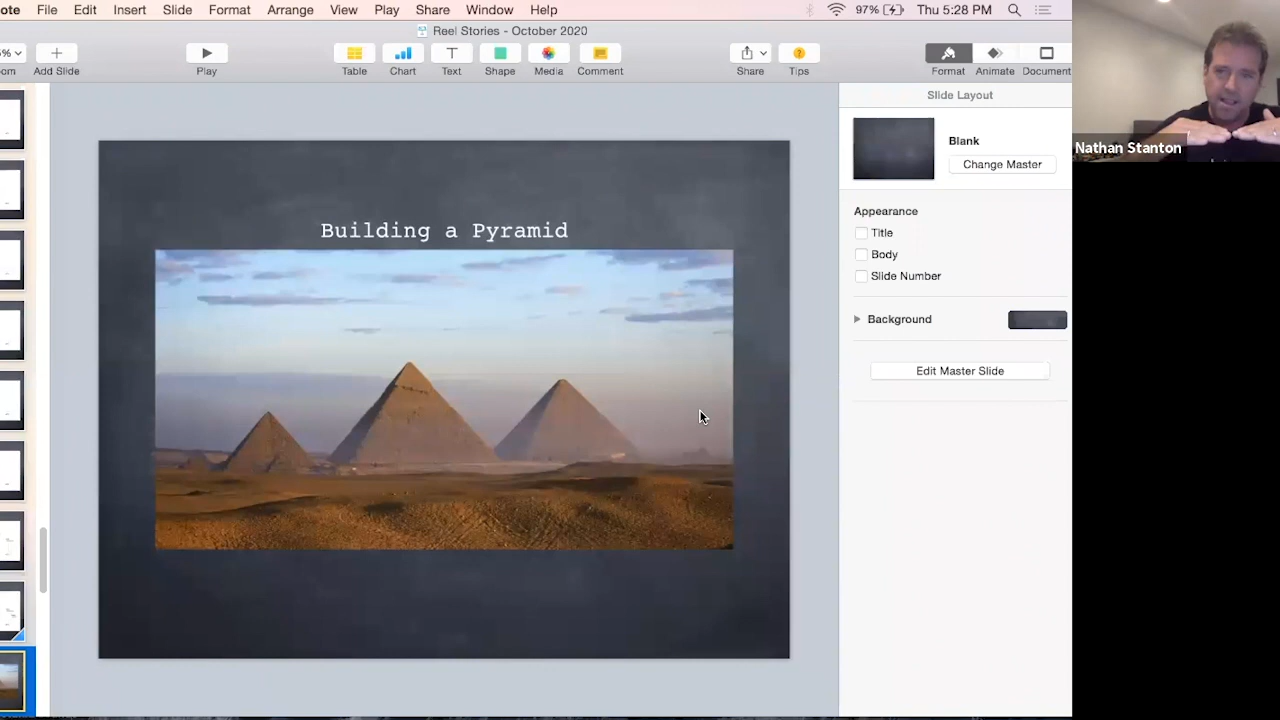 ote File Edit Insert Slide Format Arrange View Play Share Window Help 97% Thu 5:28 PM
Reel Stories - October 2020
% Add Slide Play Table Chart Text Shape Media Comment Share Tips Format Animate Document
oom
Slide Layout
Blank
Change Master
Nathan Stanton
Appearance
Title
Body
Slide Number
Background
Edit Master Slide
Building a Pyramid